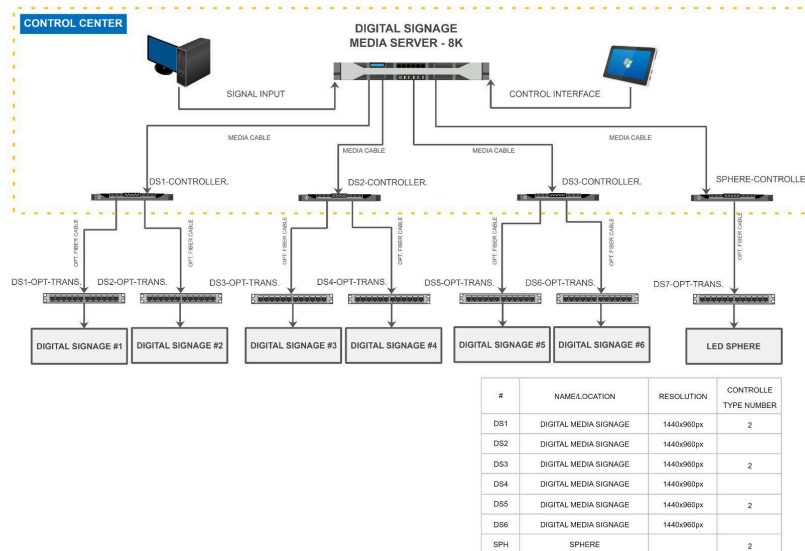 CONTROL CENTER
DIGITAL SIGNAGE
MEDIA SERVER - 8K
SIGNAL INPUT
CONTROL INTERFACE
MEDIA CABLE
MEDIA CABLE
MEDIA CABLE
MEDIA CABLE
DS1-CONTROLLER.
DS2-CONTROLLER.
DS3-CONTROLLER.
SPHERE-CONTROLLE
OPT. FIBER CABLE
OPT. FIBER CABLE
OPT. FIBER CABLE
OPT. FIBER CABLE
OPT. FIBER CABLE
OPT. FIBER CABLE
OPT. FIBER CABLE
DS1-OPT-TRANS.
DS2-OPT-TRANS.
DS3-OPT-TRANS.
DS4-OPT-TRANS.
DS5-OPT-TRANS.
DS6-OPT-TRANS.
DS7-OPT-TRANS.
DIGITAL SIGNAGE #1
DIGITAL SIGNAGE #2
DIGITAL SIGNAGE #3
DIGITAL SIGNAGE #4
DIGITAL SIGNAGE #5
DIGITAL SIGNAGE #6
LED SPHERE
# NAME/LOCATION RESOLUTION CONTROLLE
TYPE NUMBER
DS1 DIGITAL MEDIA SIGNAGE 1440x960px 2
DS2 DIGITAL MEDIA SIGNAGE 1440x960px
DS3 DIGITAL MEDIA SIGNAGE 1440x960px 2
DS4 DIGITAL MEDIA SIGNAGE 1440x960px
DS5 DIGITAL MEDIA SIGNAGE 1440x960px 2
DS6 DIGITAL MEDIA SIGNAGE 1440x960px
SPH SPHERE 2